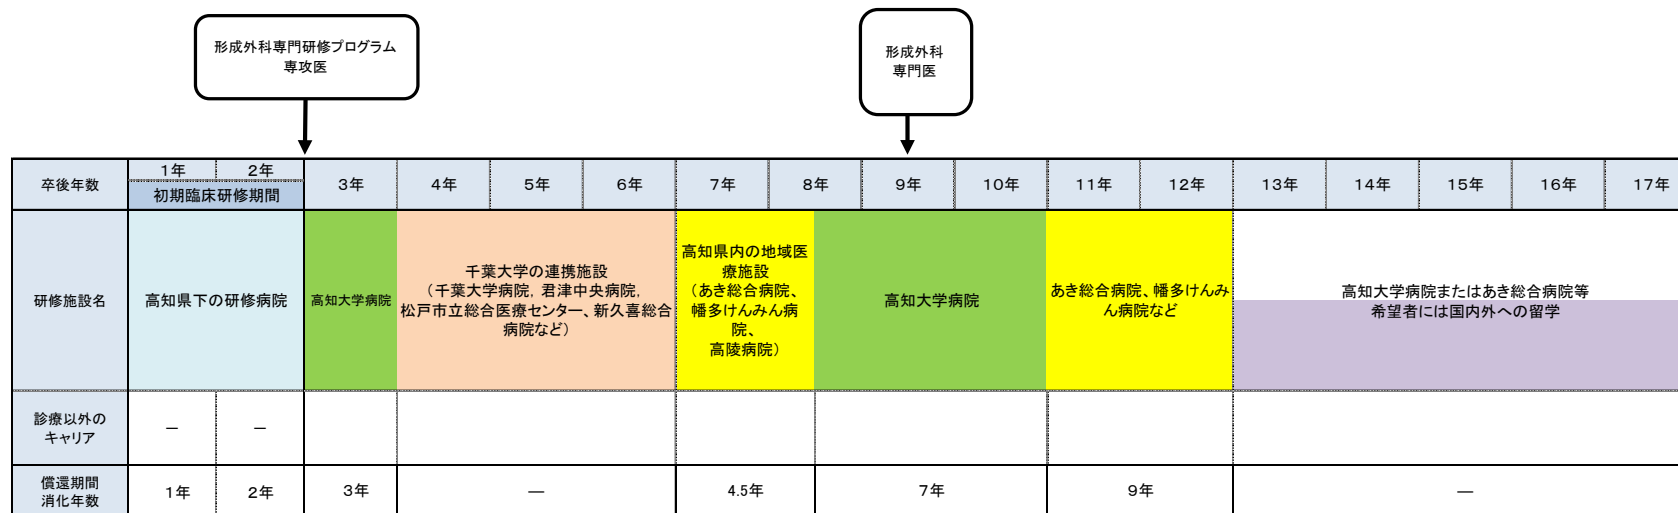 形成外科専門研修プログラム
専攻医
形成外科
専門医
卒後年数
1年
2年
初期臨床研修期間
3年
4年
5年
6年
7年
8年
9年
10年
11年
12年
13年
14年
15年
16年
17年
研修施設名
高知県下の研修病院
高知大学病院
千葉大学の連携施設
（千葉大学病院，君津中央病院，
松戸市立総合医療センター、新久喜総合
病院など）
高知県内の地域医
療施設
（あき総合病院、
幡多けんみん病
院、
高陵病院）
高知大学病院
あき総合病院、幡多けんみ
ん病院など
高知大学病院またはあき総合病院等
希望者には国内外への留学
診療以外の
キャリア
－
－
償還期間
消化年数
1年
2年
3年
―
4.5年
7年
9年
―